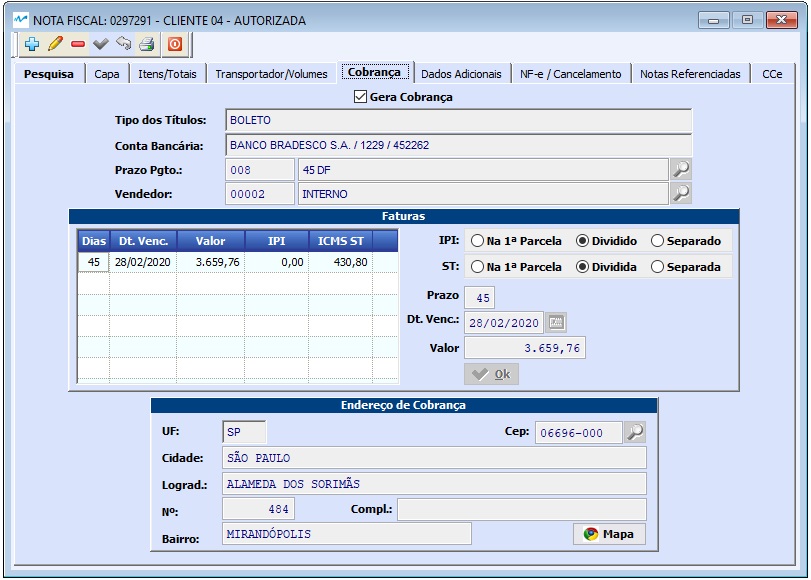 NOTA FISCAL: 0297291 - CLIENTE 04 - AUTORIZADA
Pesquisa Capa Itens/Totais Transportador/Volumes Cobrança Dados Adicionais NF-e / Cancelamento Notas Referenciadas CCe
Gera Cobrança
Tipo dos Títulos: BOLETO
Conta Bancária: BANCO BRADESCO S.A. / 1229 / 452262
Prazo Pgto.: 008 45 DF
Vendedor: 00002 INTERNO
Faturas
Dias Dt. Venc. Valor IPI ICMS ST
45 28/02/2020 3.659,76 0,00 430,80
IPI: Na 1ª Parcela Dividido Separado
ST: Na 1ª Parcela Dividida Separada
Prazo 45
Dt. Venc.: 28/02/2020
Valor 3.659,76
Ok
Endereço de Cobrança
UF: SP Cep: 06696-000
Cidade: SÃO PAULO
Lograd.: ALAMEDA DOS SORIMÃS
Nº: 484 Compl.:
Bairro: MIRANDÓPOLIS Mapa